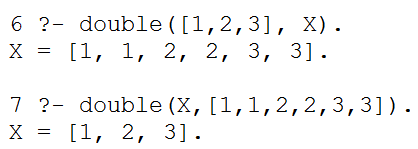 6 ?- double([1,2,3], X).
X = [1, 1, 2, 2, 3, 3].
7 ?- double(X,[1,1,2,2,3,3]).
X = [1, 2, 3].